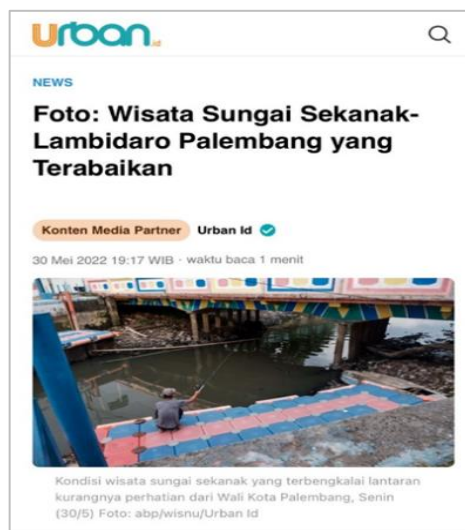 Urban.id
NEWS
Foto: Wisata Sungai Sekanak-
Lambidaro Palembang yang
Terabaikan
Konten Media Partner Urban Id
30 Mei 2022 19:17 WIB · waktu baca 1 menit
Kondisi wisata sungai sekanak yang terbengkalai lantaran
kurangnya perhatian dari Wali Kota Palembang, Senin
(30/5) Foto: abp/wisnu/Urban Id